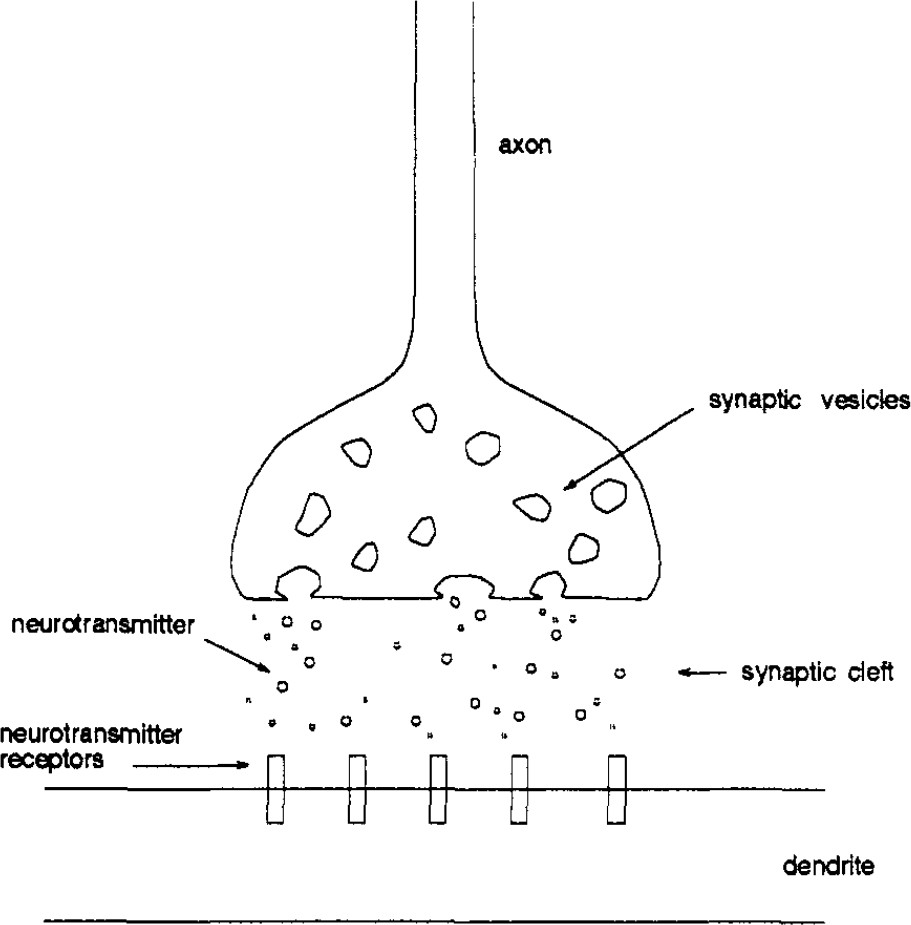 axon
synaptic vesicles
neurotransmitter
synaptic cleft
neurotransmitter
receptors
dendrite